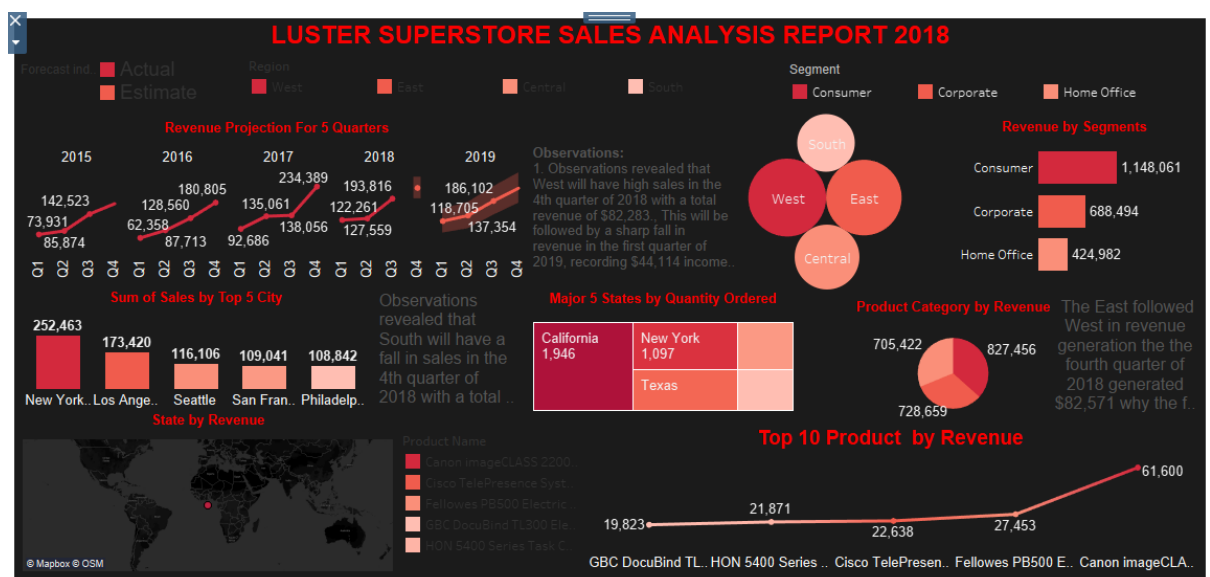 LUSTER SUPERSTORE SALES ANALYSIS REPORT 2018
Forecast ind..
Actual
Estimate
Region
West
East
Central
South
Segment
Consumer
Corporate
Home Office
Revenue Projection For 5 Quarters
2015
2016
2017
2018
2019
142,523
73,931
85,874
180,805
128,560
62,358
87,713
234,389
135,061
92,686
138,056
193,816
122,261
127,559
186,102
118,705
137,354
Q1 Q2 Q3 Q4 Q1 Q2 Q3 Q4 Q1 Q2 Q3 Q4 Q1 Q2 Q3 Q4 Q1 Q2 Q3 Q4
Observations:
1. Observations revealed that
West will have high sales in the
4th quarter of 2018 with a total
revenue of $82,283., This will be
followed by a sharp fall in
revenue in the first quarter of
2019, recording $44,114 income..
South
West
East
Central
Revenue by Segments
Consumer
1,148,061
Corporate
688,494
Home Office
424,982
Sum of Sales by Top 5 City
252,463
173,420
116,106
109,041
108,842
New York..
Los Ange..
Seattle
San Fran..
Philadelp..
Observations
revealed that
South will have a
fall in sales in the
4th quarter of
2018 with a total ..
Major 5 States by Quantity Ordered
California
1,946
New York
1,097
Texas
Product Category by Revenue
705,422
827,456
728,659
The East followed
West in revenue
generation the the
fourth quarter of
2018 generated
$82,571 why the f..
State by Revenue
© Mapbox © OSM
Product Name
Canon imageCLASS 2200..
Cisco TelePresence Syst..
Fellowes PB500 Electric..
GBC DocuBind TL300 Ele..
HON 5400 Series Task C..
Top 10 Product by Revenue
19,823
21,871
22,638
27,453
61,600
GBC DocuBind TL..
HON 5400 Series ..
Cisco TelePresen..
Fellowes PB500 E..
Canon imageCLA..